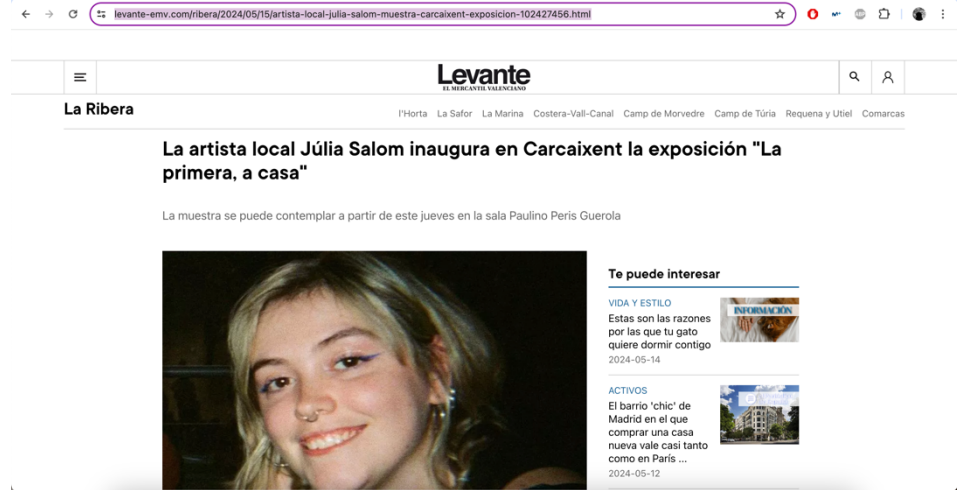 levante-emv.com/ribera/2024/05/15/artista-local-julia-salom-muestra-carcaixent-exposicion-102427456.html
Levante
EL MERCANTIL VALENCIANO
La Ribera
l'Horta La Safor La Marina Costera-Vall-Canal Camp de Morvedre Camp de Túria Requena y Utiel Comarcas
La artista local Júlia Salom inaugura en Carcaixent la exposición "La
primera, a casa"
La muestra se puede contemplar a partir de este jueves en la sala Paulino Peris Guerola
Te puede interesar
VIDA Y ESTILO
Estas son las razones
por las que tu gato
quiere dormir contigo
2024-05-14
INFORMACIÓN
ACTIVOS
El barrio 'chic' de
Madrid en el que
comprar una casa
nueva vale casi tanto
como en París ...
2024-05-12